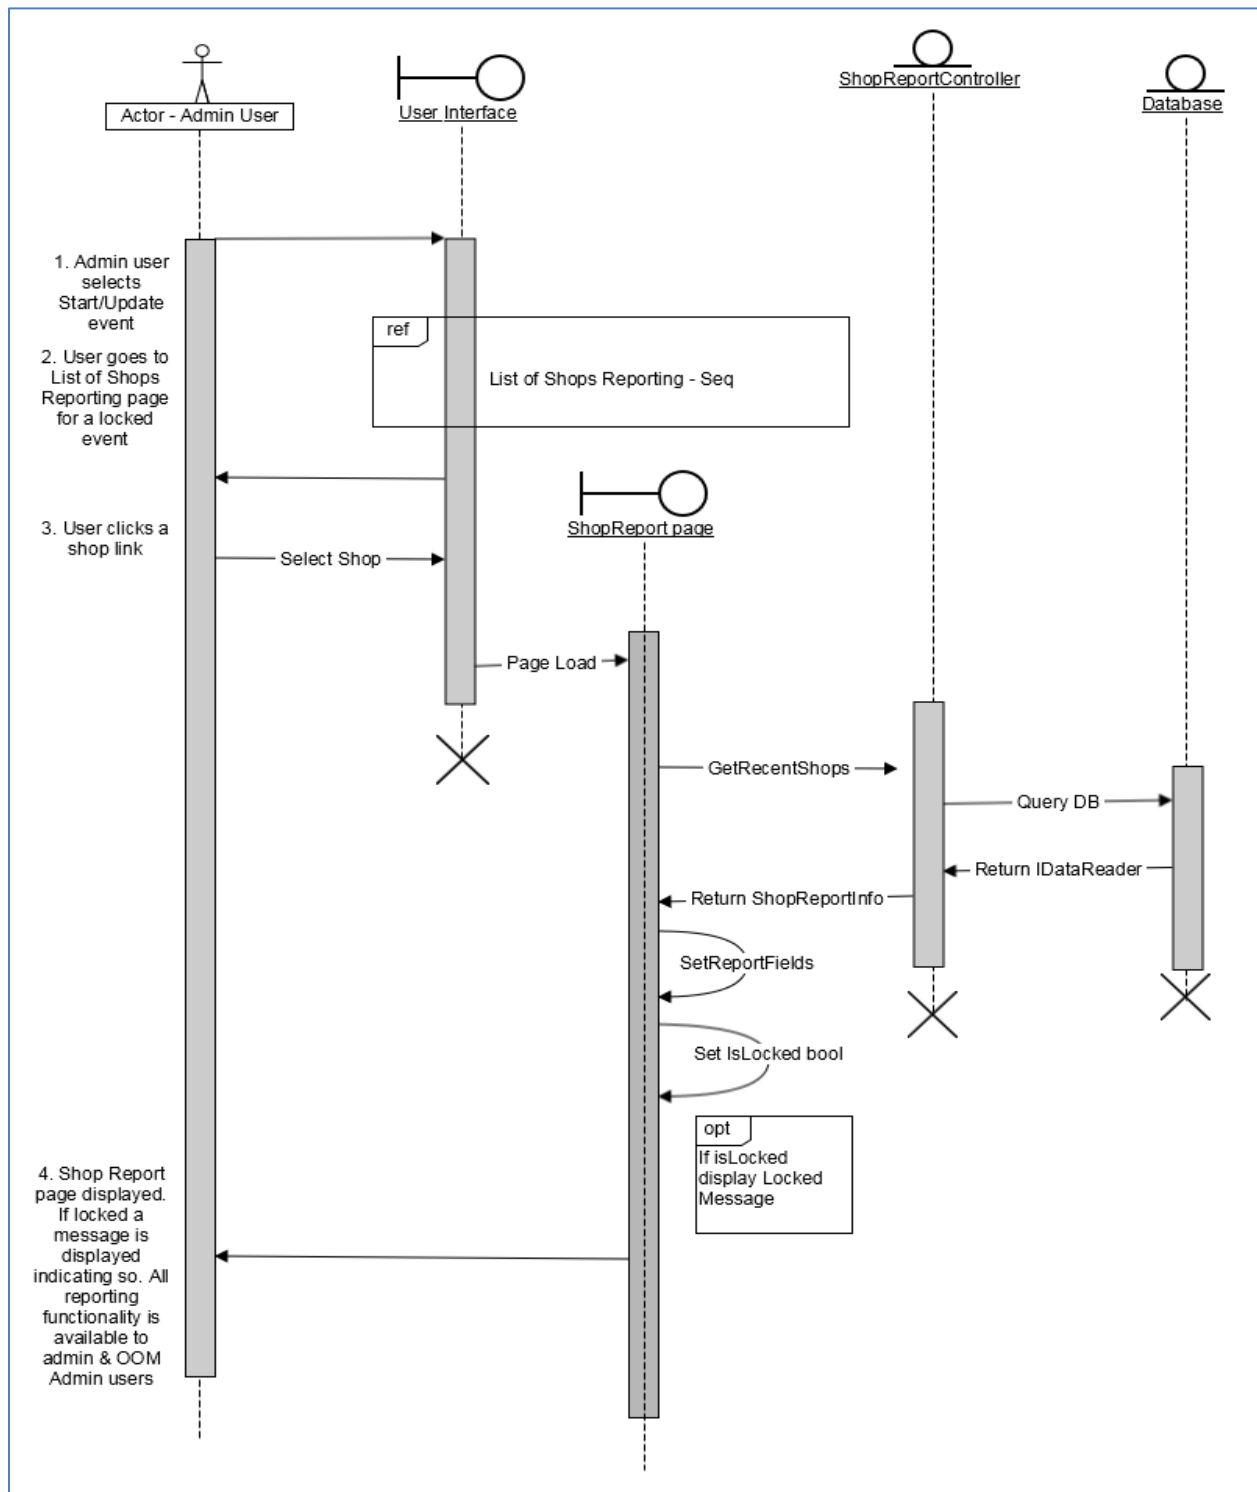 Actor - Admin User
User Interface
ShopReportController
Database
1. Admin user
selects
Start/Update
event
ref
List of Shops Reporting - Seq
2. User goes to
List of Shops
Reporting page
for a locked
event
ShopReport page
3. User clicks a
shop link
Select Shop
Page Load
GetRecentShops
Query DB
Return IDataReader
Return ShopReportInfo
SetReportFields
Set IsLocked bool
opt
If isLocked
display Locked
Message
4. Shop Report
page displayed.
If locked a
message is
displayed
indicating so. All
reporting
functionality is
available to
admin & OOM
Admin users